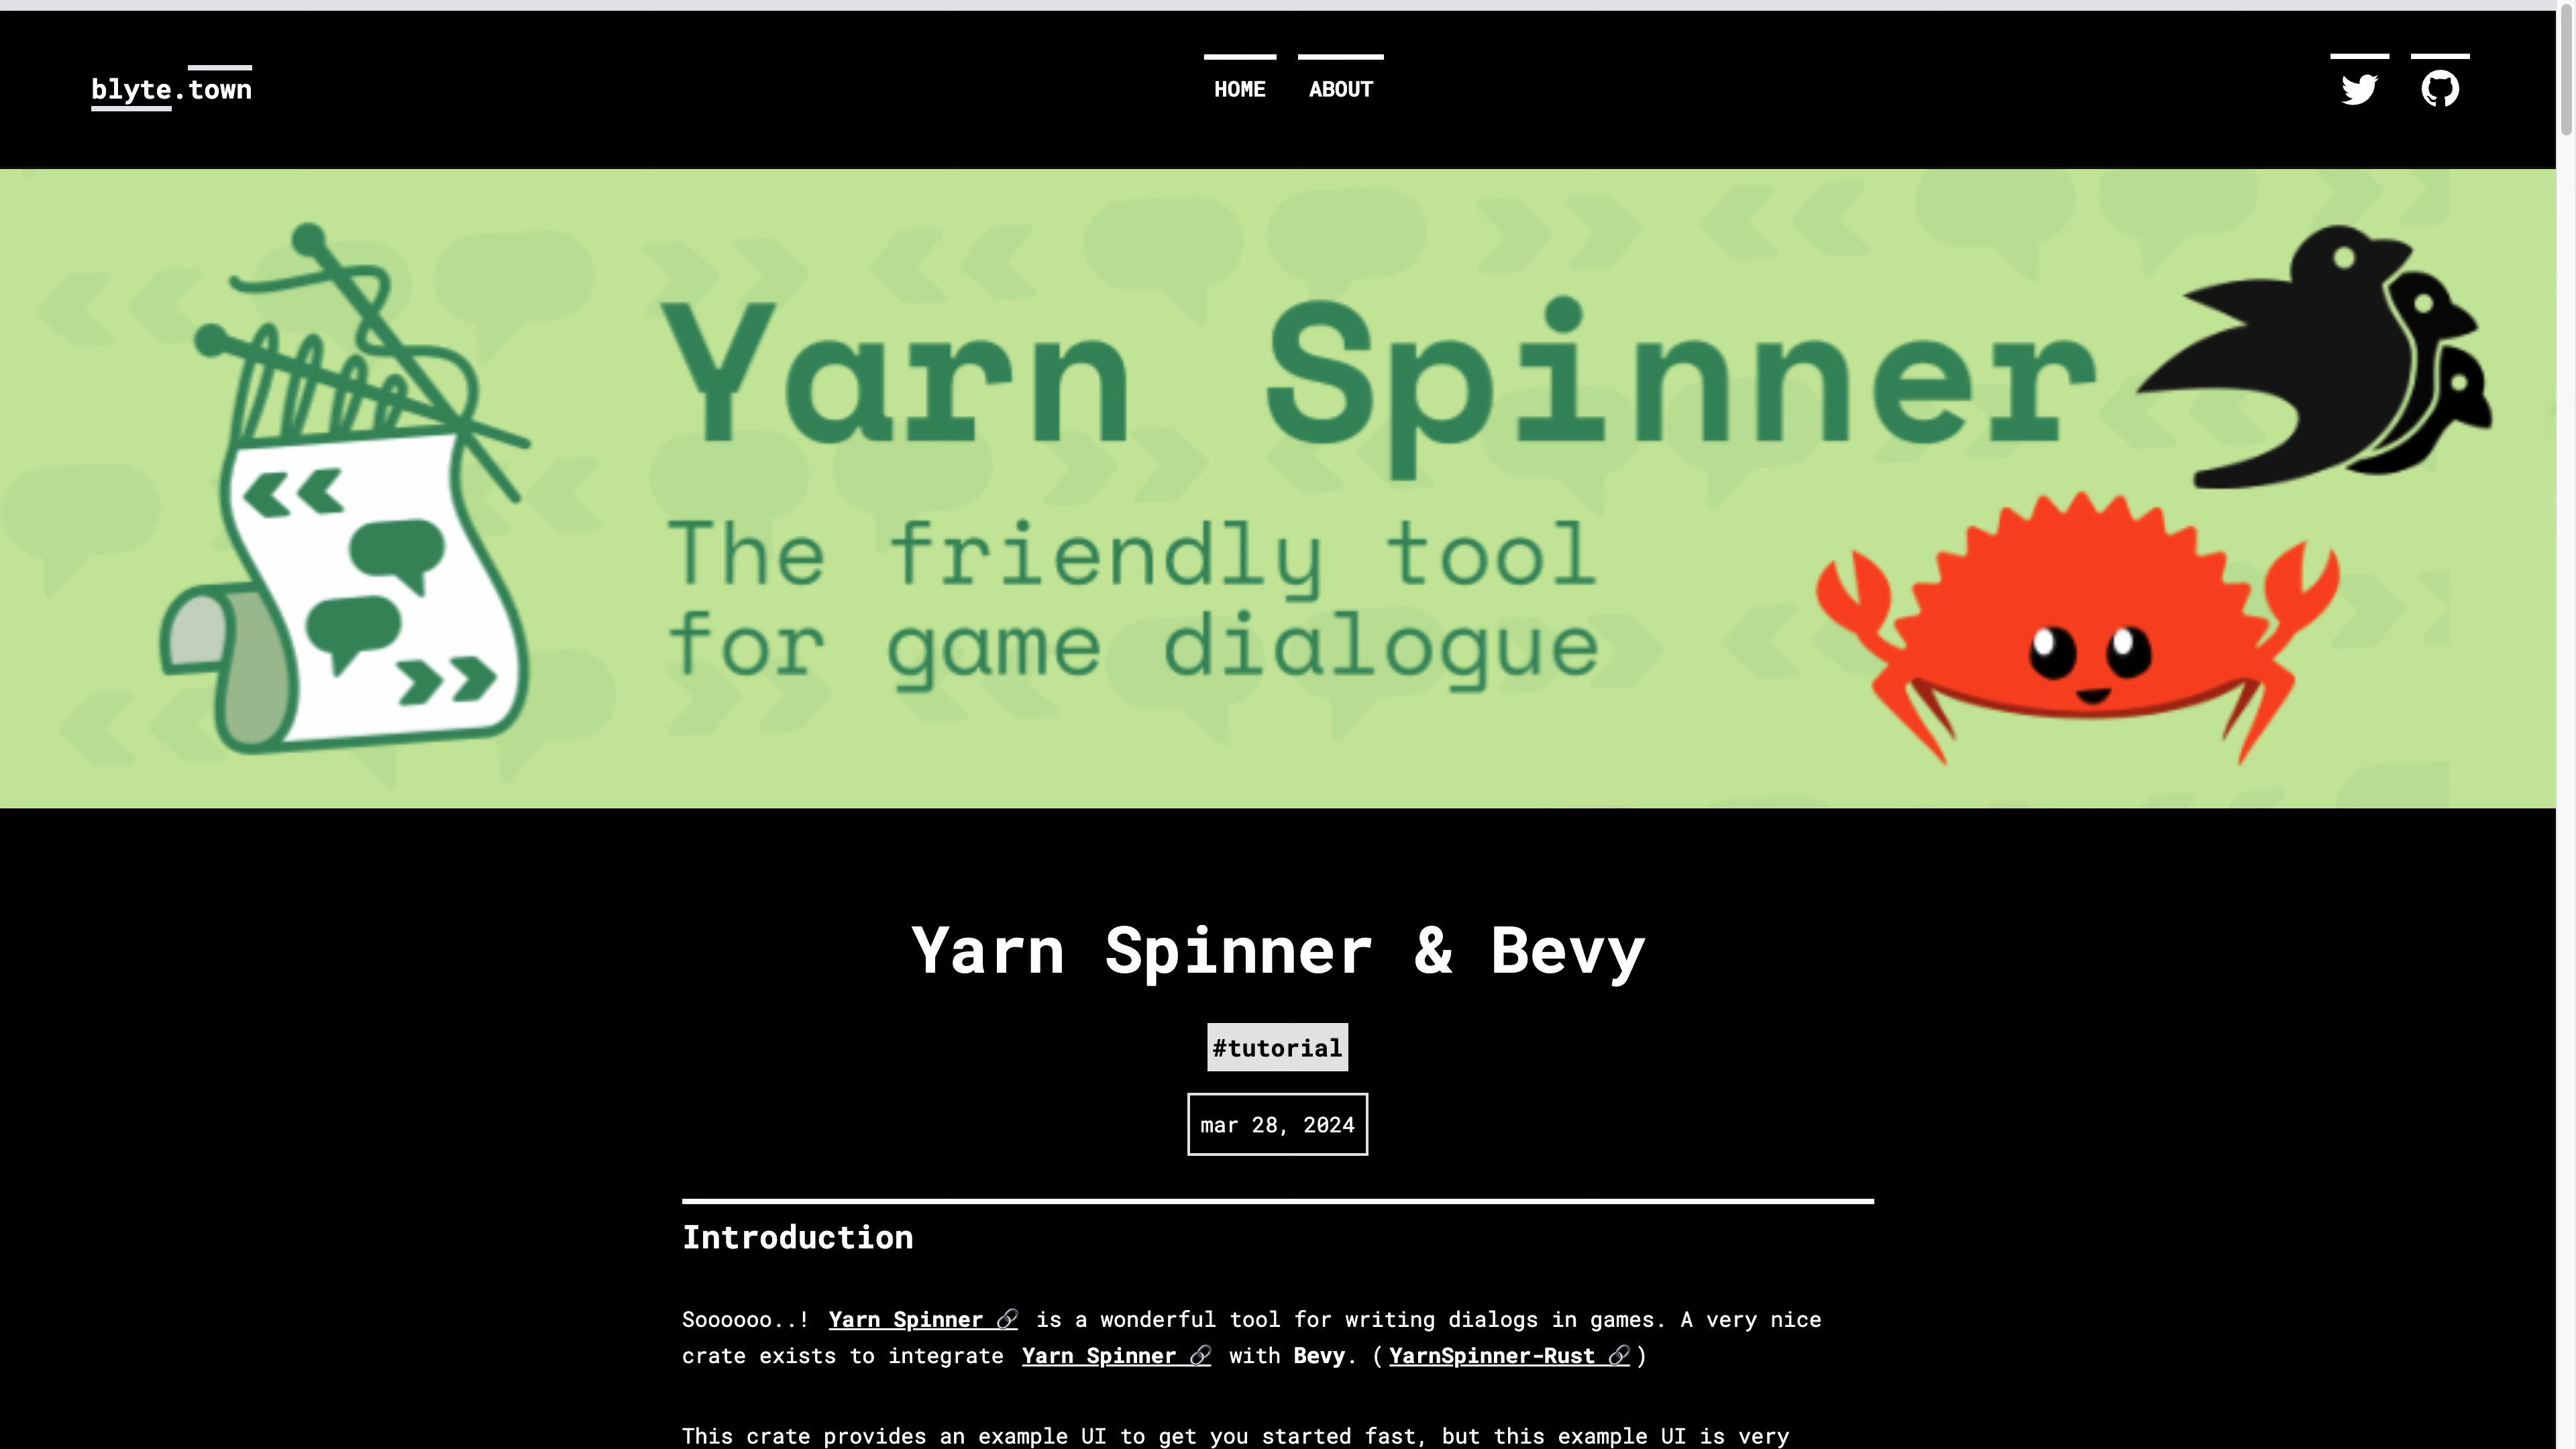 blyte.town
HOME ABOUT
Yarn Spinner
The friendly tool
for game dialogue
Yarn Spinner & Bevy
#tutorial
mar 28, 2024
Introduction
Soooooo..! Yarn Spinner 🔗 is a wonderful tool for writing dialogs in games. A very nice
crate exists to integrate Yarn Spinner 🔗 with Bevy. (YarnSpinner-Rust 🔗)
This crate provides an example UI to get you started fast, but this example UI is very